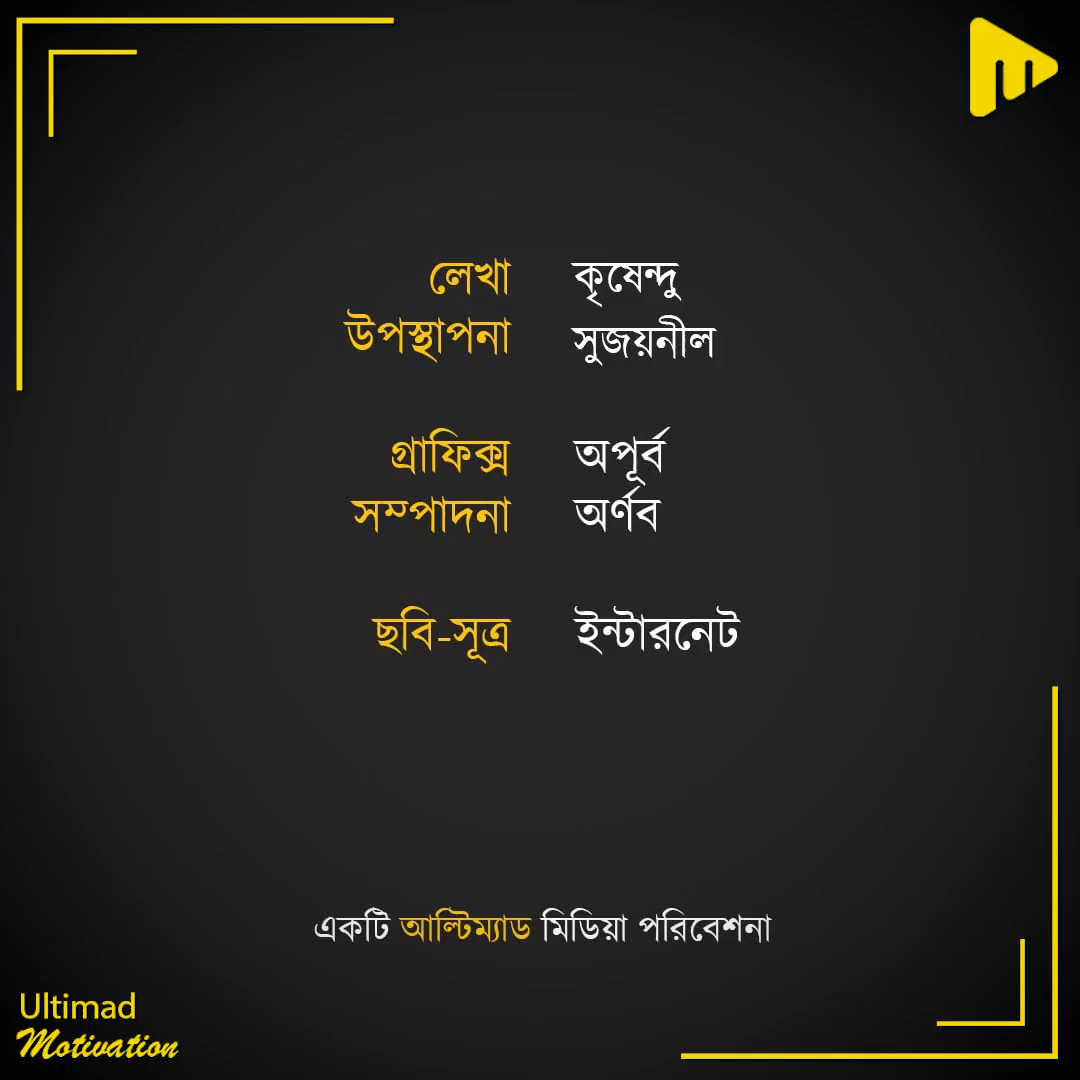 লেখা কৃষেন্দু
উপস্থাপনা সুজয়নীল
গ্রাফিক্স অপূর্ব
সম্পাদনা অর্ণব
ছবি-সূত্র ইন্টারনেট
একটি আল্টিম্যাড মিডিয়া পরিবেশনা
Ultimad
Motivation